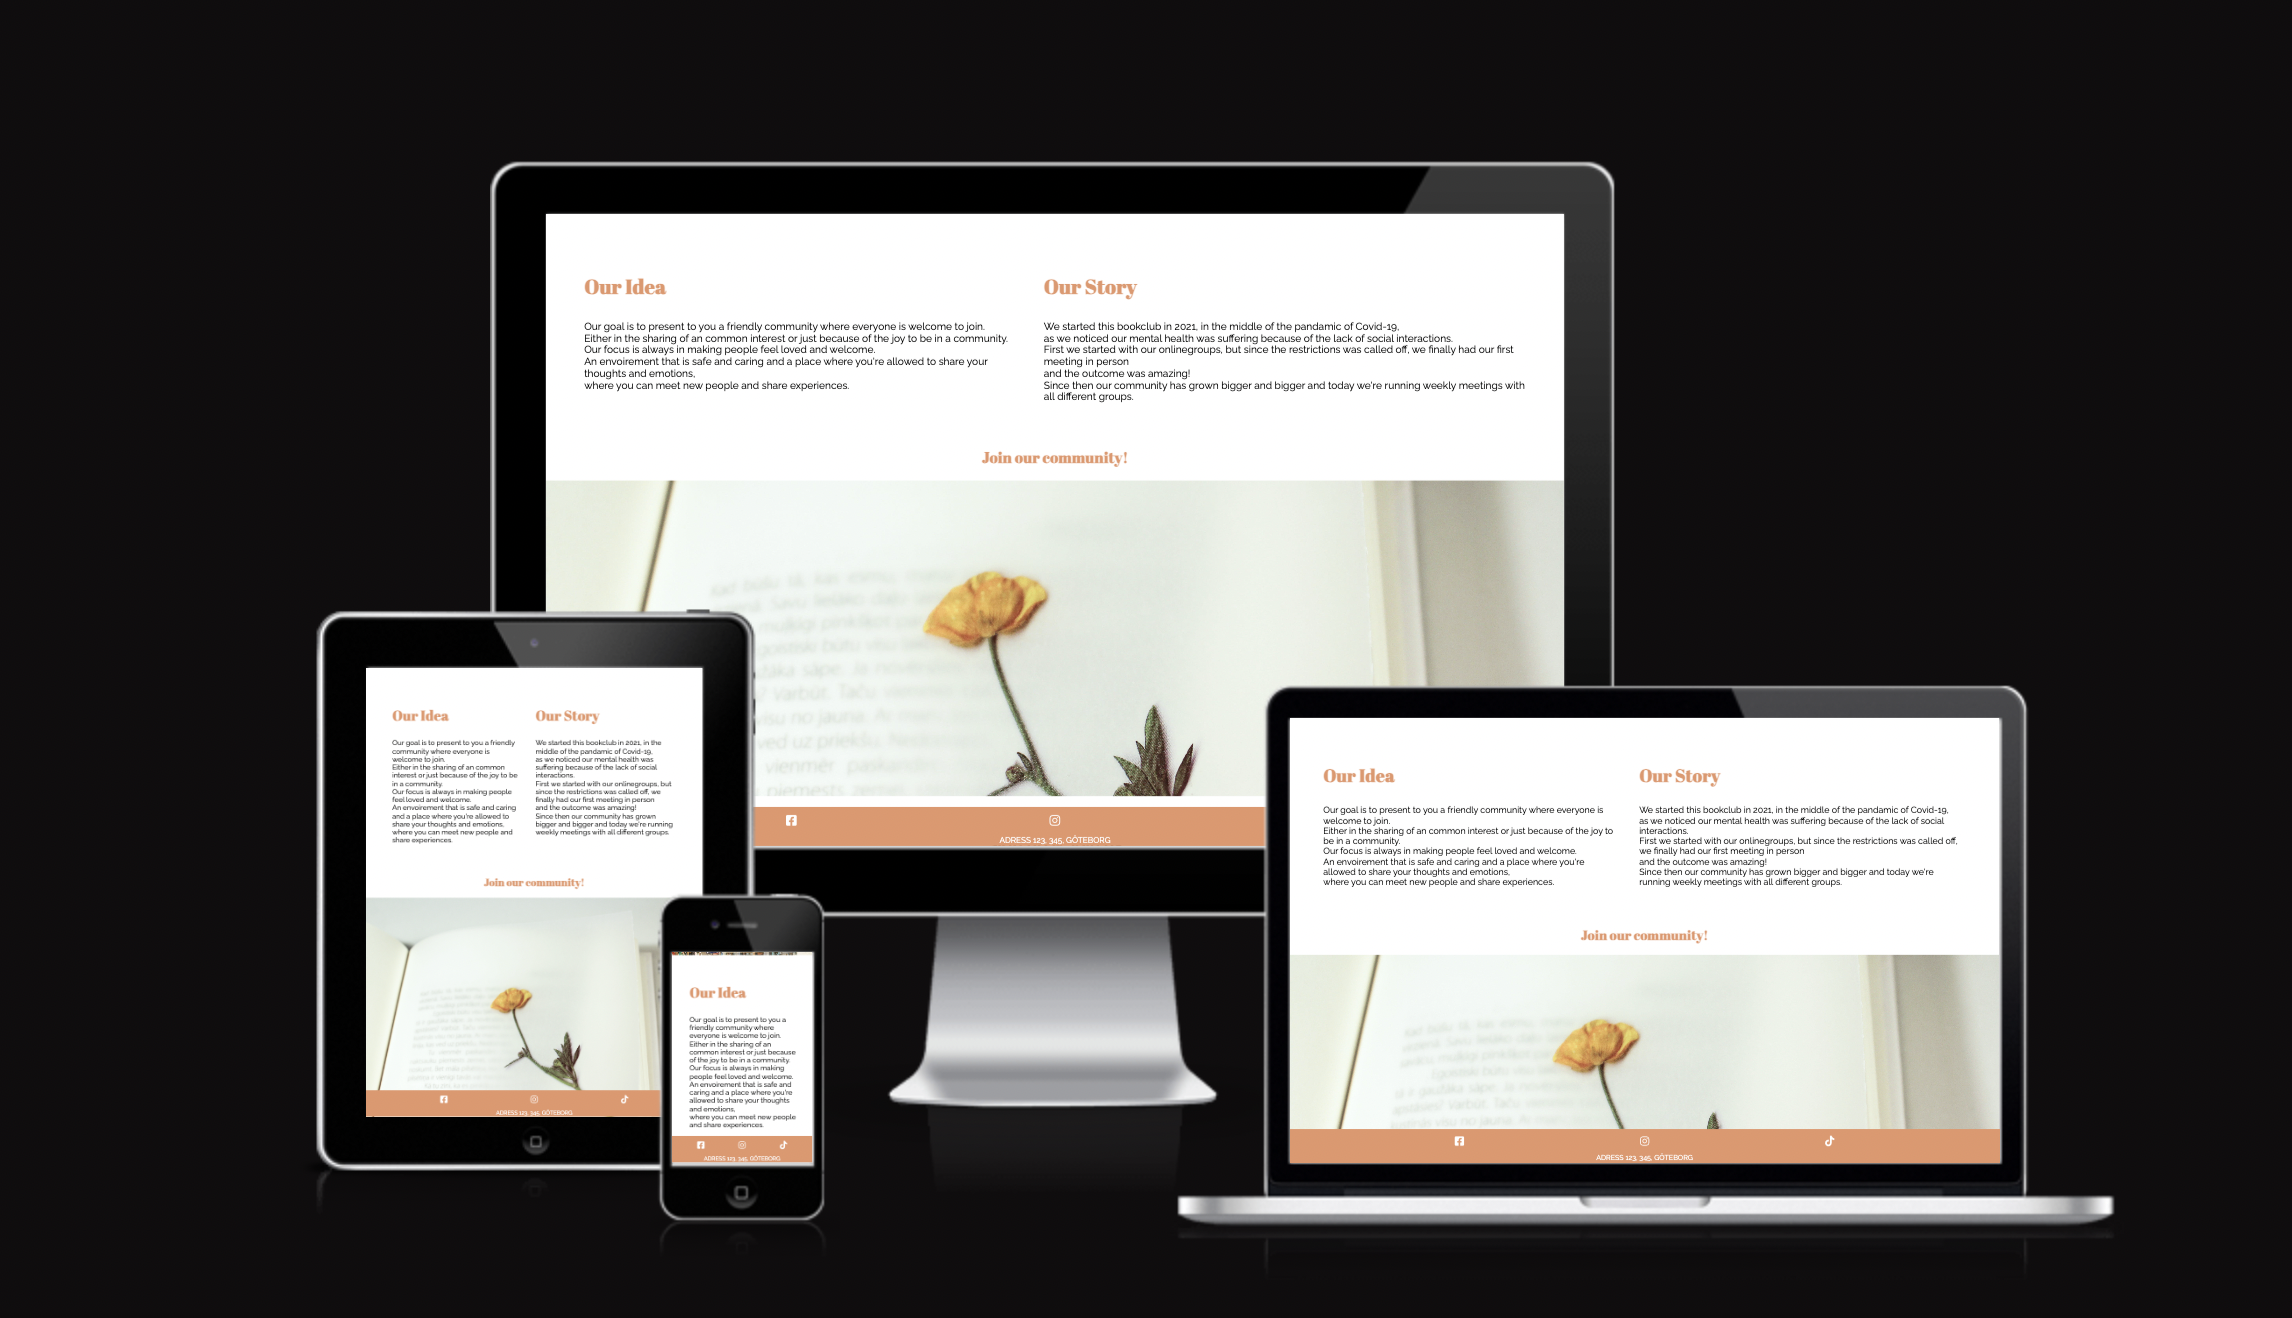 Our Idea
Our goal is to present to you a friendly community where everyone is welcome to join.
Either in the sharing of an common interest or just because of the joy to be in a community.
Our focus is always in making people feel loved and welcome.
An envoirement that is safe and caring and a place where you're allowed to share your
thoughts and emotions,
where you can meet new people and share experiences.
Our Story
We started this bookclub in 2021, in the middle of the pandamic of Covid-19,
as we noticed our mental health was suffering because of the lack of social interactions.
First we started with our onlinegroups, but since the restrictions was called off, we finally had our first
meeting in person
and the outcome was amazing!
Since then our community has grown bigger and bigger and today we're running weekly meetings with
all different groups.
Join our community!
ADRESS 123, 345, GÖTEBORG
Our Idea
Our goal is to present to you a friendly
community where everyone is
welcome to join.
Either in the sharing of an common
interest or just because of the joy to be
in a community.
Our focus is always in making people
feel loved and welcome.
An envoirement that is safe and caring
and a place where you're allowed to
share your thoughts and emotions,
where you can meet new people and
share experiences.
Our Story
We started this bookclub in 2021, in the
middle of the pandamic of Covid-19,
as we noticed our mental health was
suffering because of the lack of social
interactions.
First we started with our onlinegroups, but
since the restrictions was called off, we
finally had our first meeting in person
and the outcome was amazing!
Since then our community has grown
bigger and bigger and today we're running
weekly meetings with all different groups.
Join our community!
ADRESS 123, 345, GÖTEBORG
Our Idea
Our goal is to present to you a
friendly community where
everyone is welcome to join.
Either in the sharing of an
common interest or just because
of the joy to be in a community.
Our focus is always in making
people feel loved and welcome.
An envoirement that is safe and
caring and a place where you're
allowed to share your thoughts
and emotions,
where you can meet new people
and share experiences.
ADRESS 123, 345, GÖTEBORG
Our Idea
Our goal is to present to you a friendly community where everyone is
welcome to join.
Either in the sharing of an common interest or just because of the joy to
be in a community.
Our focus is always in making people feel loved and welcome.
An envoirement that is safe and caring and a place where you're
allowed to share your thoughts and emotions,
where you can meet new people and share experiences.
Our Story
We started this bookclub in 2021, in the middle of the pandamic of Covid-19,
as we noticed our mental health was suffering because of the lack of social
interactions.
First we started with our onlinegroups, but since the restrictions was called off,
we finally had our first meeting in person
and the outcome was amazing!
Since then our community has grown bigger and bigger and today we're
running weekly meetings with all different groups.
Join our community!
ADRESS 123, 345, GÖTEBORG